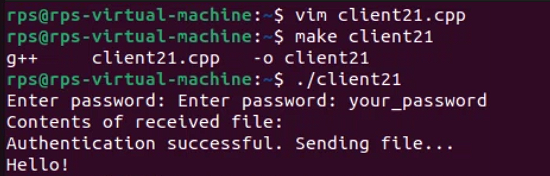 rps@rps-virtual-machine:~$ vim client21.cpp
rps@rps-virtual-machine:~$ make client21
g++     client21.cpp   -o client21
rps@rps-virtual-machine:~$ ./client21
Enter password: Enter password: your_password
Contents of received file:
Authentication successful. Sending file...
Hello!